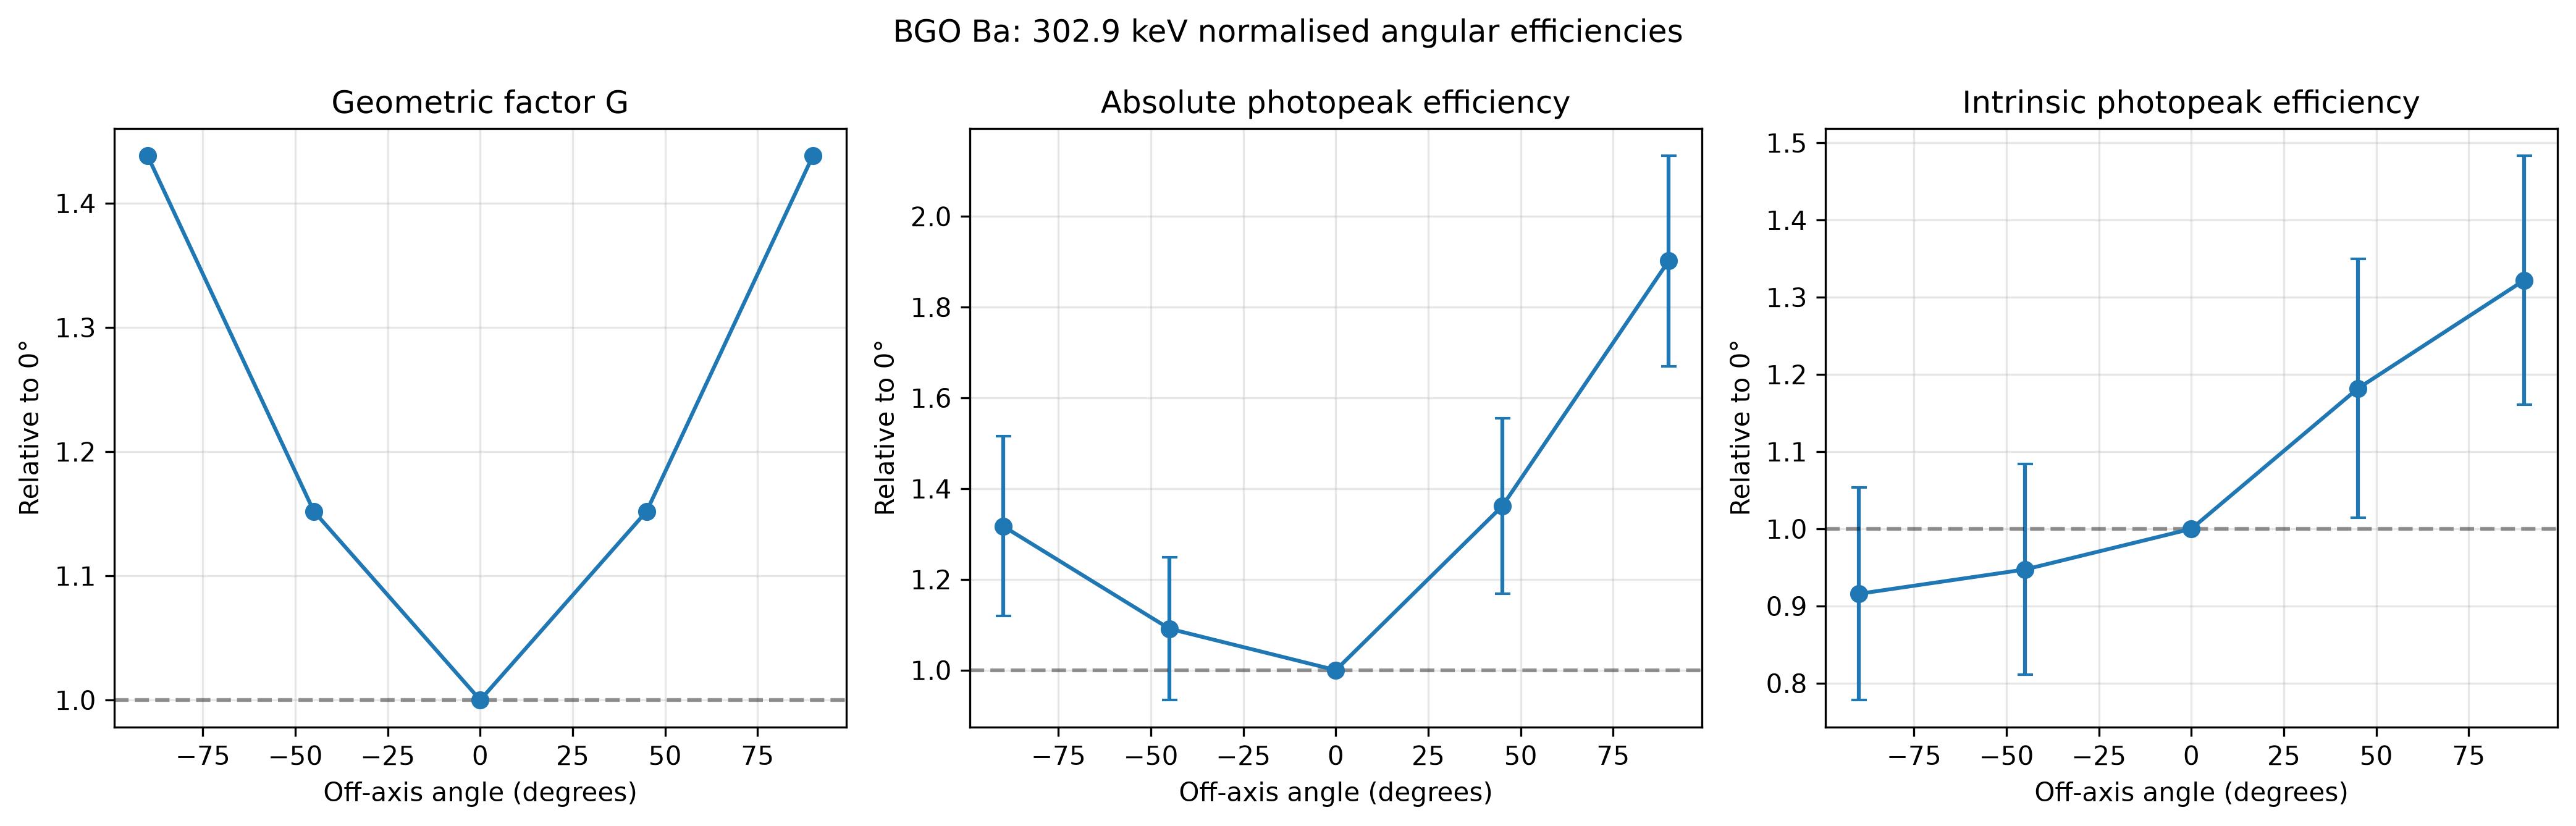 BGO Ba: 302.9 keV normalised angular efficiencies
Geometric factor G
1.4
1.3
1.2
1.1
1.0
Relative to 0°
−75 −50 −25 0 25 50 75
Off-axis angle (degrees)
Absolute photopeak efficiency
2.0
1.8
1.6
1.4
1.2
1.0
Relative to 0°
−75 −50 −25 0 25 50 75
Off-axis angle (degrees)
Intrinsic photopeak efficiency
1.5
1.4
1.3
1.2
1.1
1.0
0.9
0.8
Relative to 0°
−75 −50 −25 0 25 50 75
Off-axis angle (degrees)